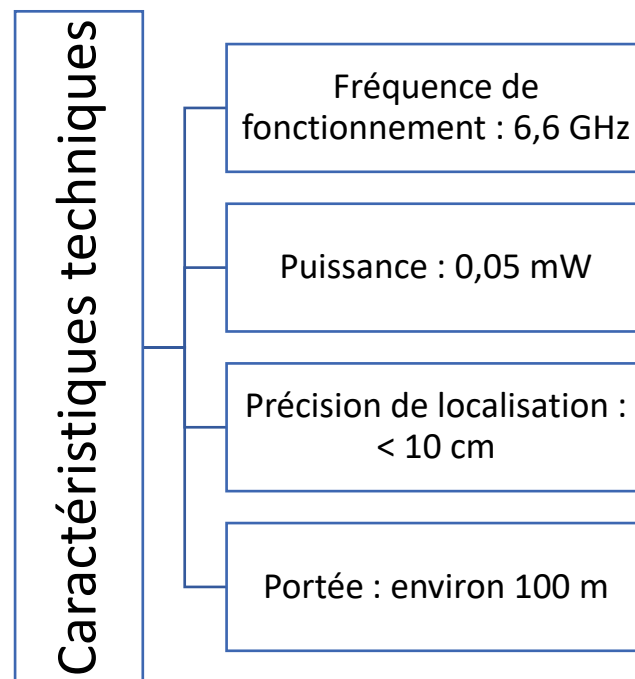 Caractéristiques techniques
Fréquence de
fonctionnement : 6,6 GHz
Puissance : 0,05 mW
Précision de localisation :
< 10 cm
Portée : environ 100 m